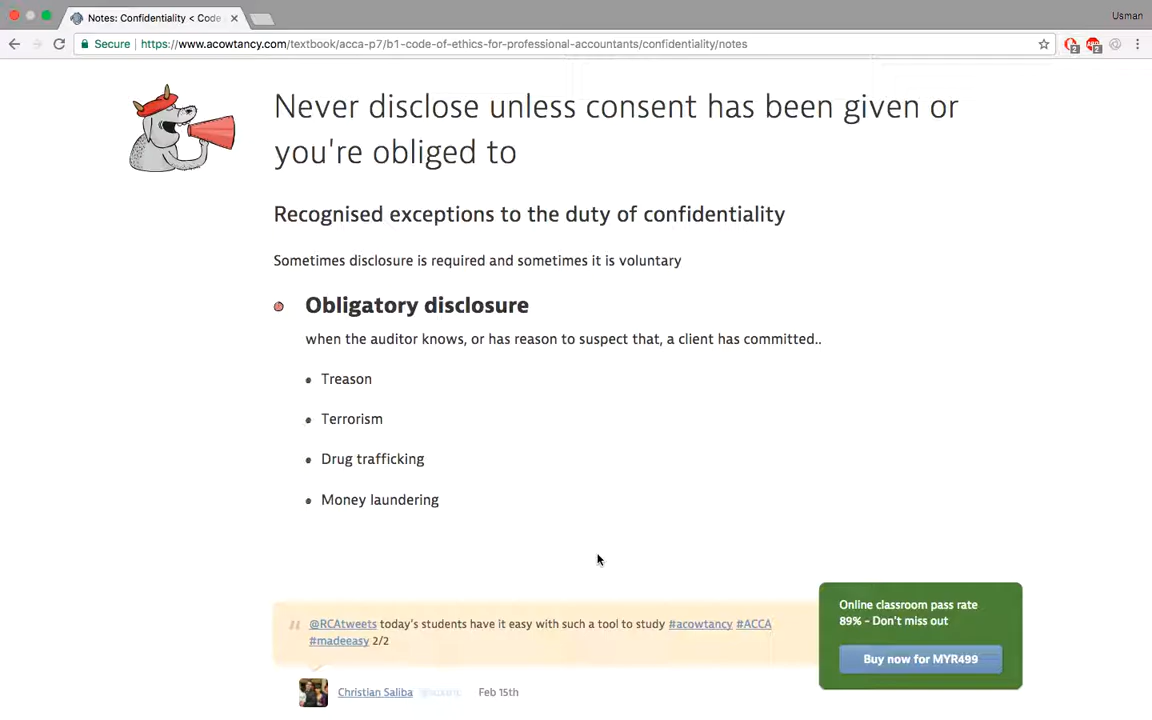 Notes: Confidentiality < Code
Usman
Secure
https://www.acowtancy.com/textbook/acca-p7/b1-code-of-ethics-for-professional-accountants/confidentiality/notes
2
2
Never disclose unless consent has been given or
you're obliged to
Recognised exceptions to the duty of confidentiality
Sometimes disclosure is required and sometimes it is voluntary
Obligatory disclosure
when the auditor knows, or has reason to suspect that, a client has committed..
Treason
Terrorism
Drug trafficking
Money laundering
@RCAtweets today's students have it easy with such a tool to study #acowtancy #ACCA
#madeeasy 2/2
Christian Saliba
Feb 15th
Online classroom pass rate
89% - Don't miss out
Buy now for MYR499